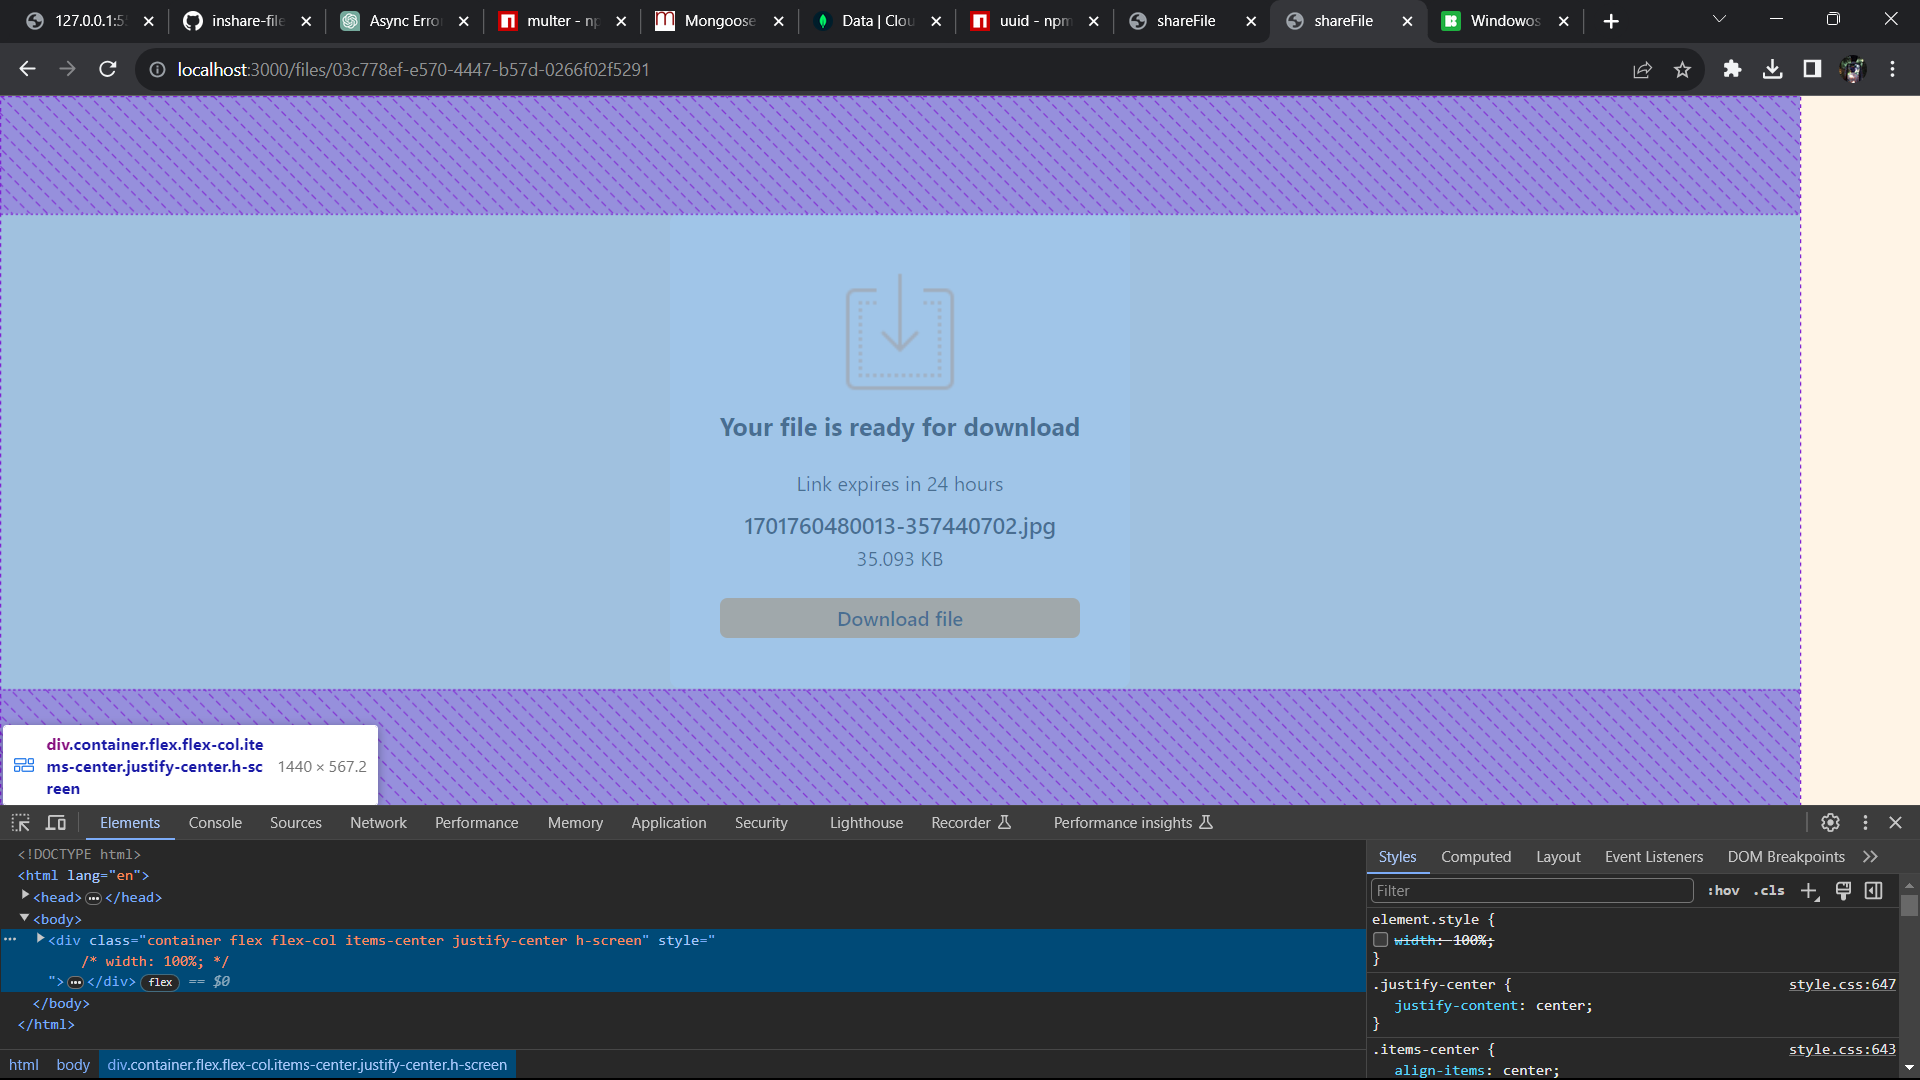 127.0.0.1:5
inshare-file
Async Erro
multer - np
Mongoose
Data | Clou
uuid - npm
shareFile
shareFile
Windowos
localhost:3000/files/03c778ef-e570-4447-b57d-0266f02f5291
Your file is ready for download
Link expires in 24 hours
1701760480013-357440702.jpg
35.093 KB
Download file
div.container.flex.flex-col.ite
ms-center.justify-center.h-sc
reen
1440 × 567.2
Elements Console Sources Network Performance Memory Application Security Lighthouse Recorder Performance insights
<!DOCTYPE html>
<html lang="en">
<head> … </head>
<body>
<div class="container flex flex-col items-center justify-center h-screen" style="
/* width: 100%; */
"> … </div> flex == $0
</body>
</html>
html body div.container.flex.flex-col.items-center.justify-center.h-screen
Styles Computed Layout Event Listeners DOM Breakpoints
Filter :hov .cls
element.style {
width: 100%;
}
.justify-center { style.css:647
justify-content: center;
}
.items-center { style.css:643
align-items: center;